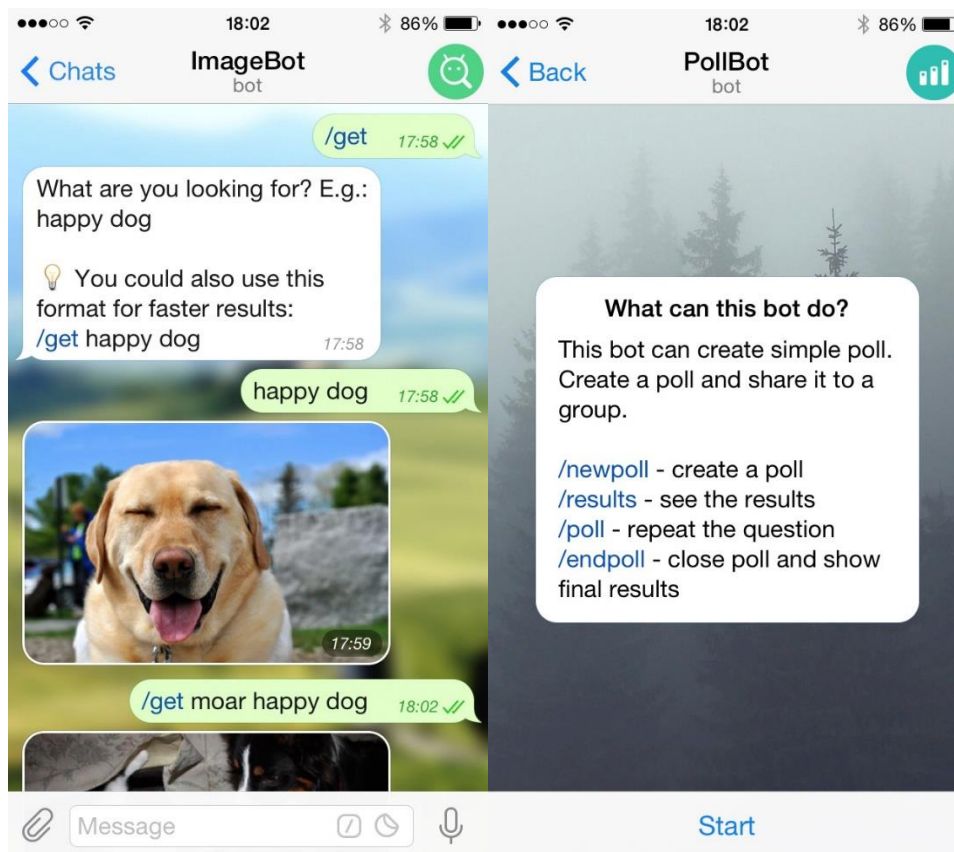 18:02
86%
Chats
ImageBot
bot
/get 17:58
What are you looking for? E.g.:
happy dog
You could also use this
format for faster results:
/get happy dog 17:58
happy dog 17:58
17:59
/get moar happy dog 18:02
Message
18:02
86%
Back
PollBot
bot
What can this bot do?
This bot can create simple poll.
Create a poll and share it to a
group.
/newpoll - create a poll
/results - see the results
/poll - repeat the question
/endpoll - close poll and show
final results
Start